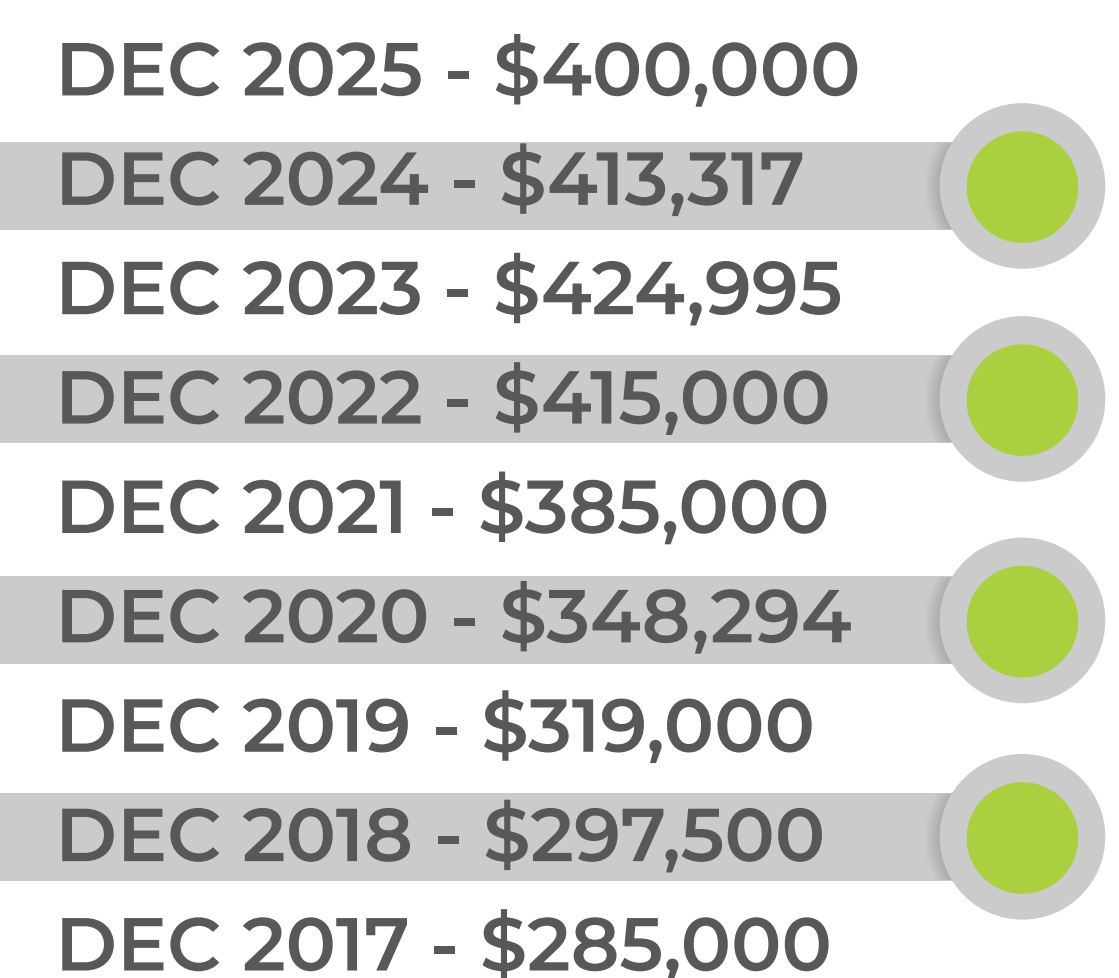 DEC 2025 - $400,000
DEC 2024 - $413,317
DEC 2023 - $424,995
DEC 2022 - $415,000
DEC 2021 - $385,000
DEC 2020 - $348,294
DEC 2019 - $319,000
DEC 2018 - $297,500
DEC 2017 - $285,000